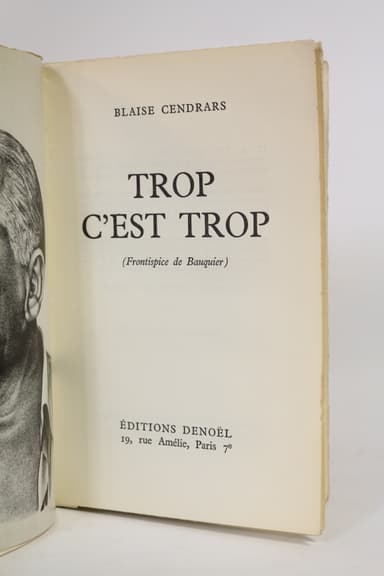 BLAISE CENDRARS
TROP
C'EST TROP
(Frontispice de Bauquier)
ÉDITIONS DENOËL
19, rue Amélie, Paris 7e